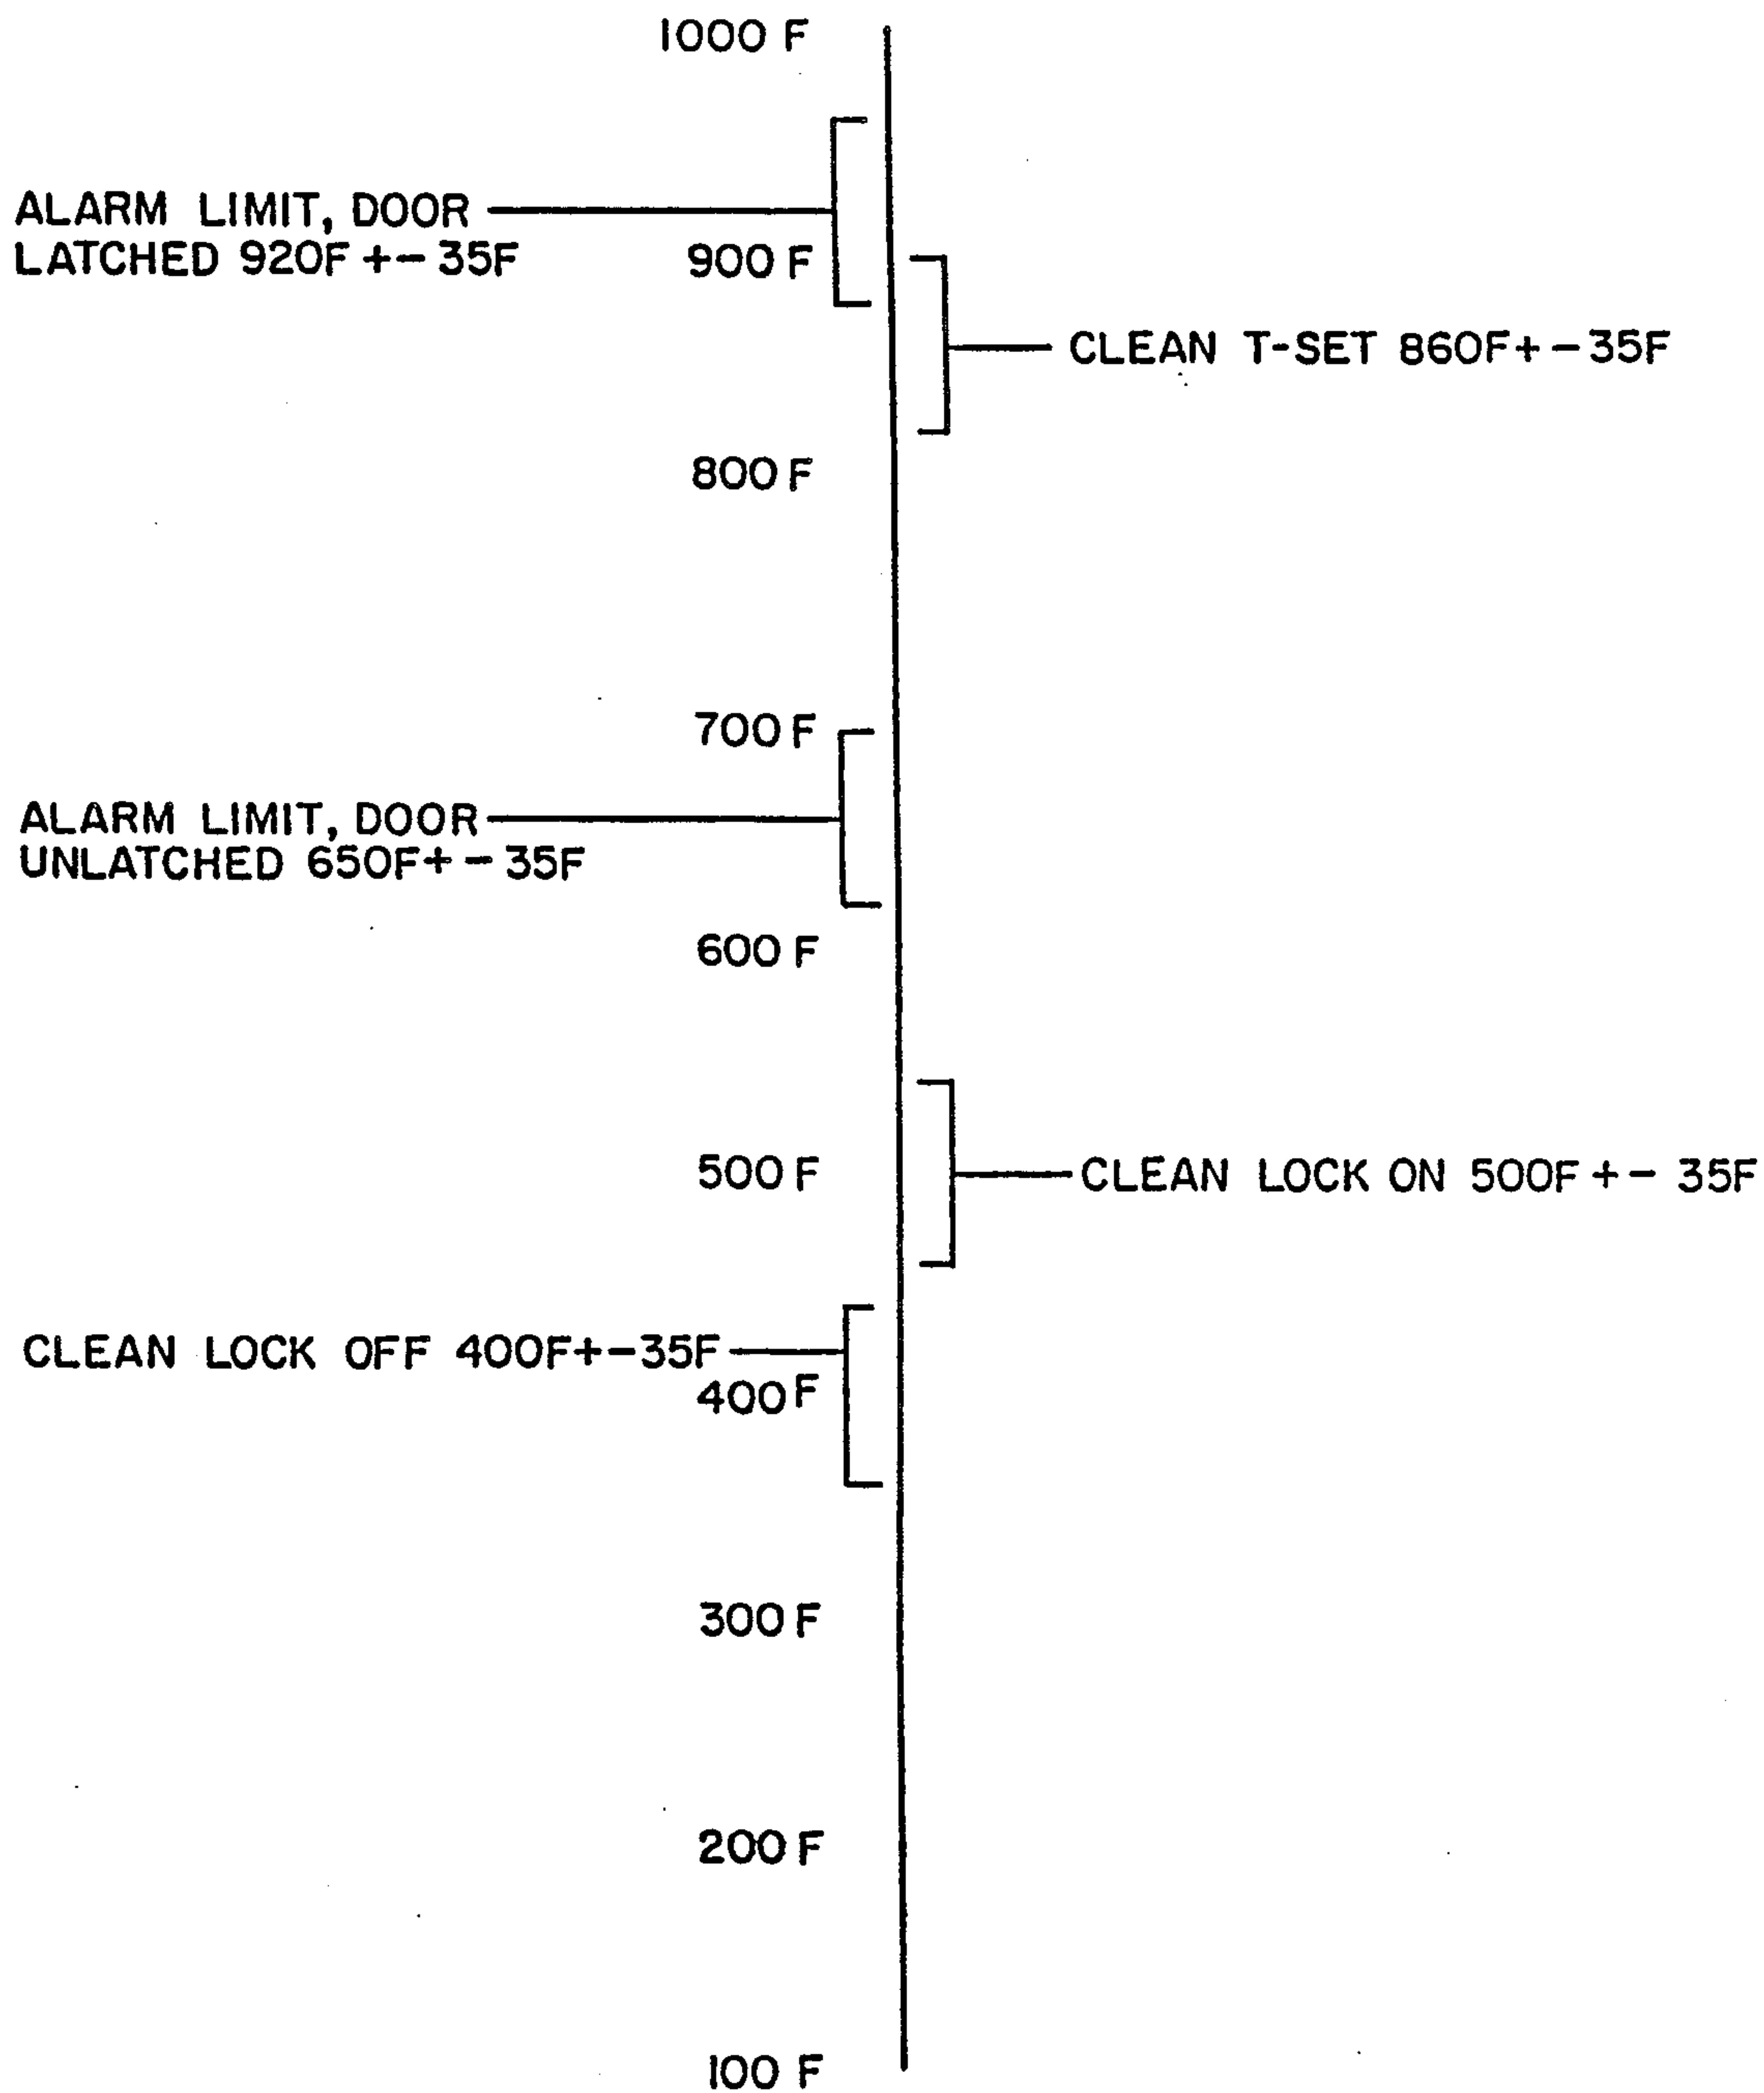 1000 F
ALARM LIMIT, DOOR
LATCHED 920F +- 35F
900 F
CLEAN T-SET 860F+-35F
800 F
700 F
ALARM LIMIT, DOOR
UNLATCHED 650F+-35F
600 F
500 F
CLEAN LOCK ON 500F +- 35F
CLEAN LOCK OFF 400F+-35F
400 F
300 F
200 F
100 F